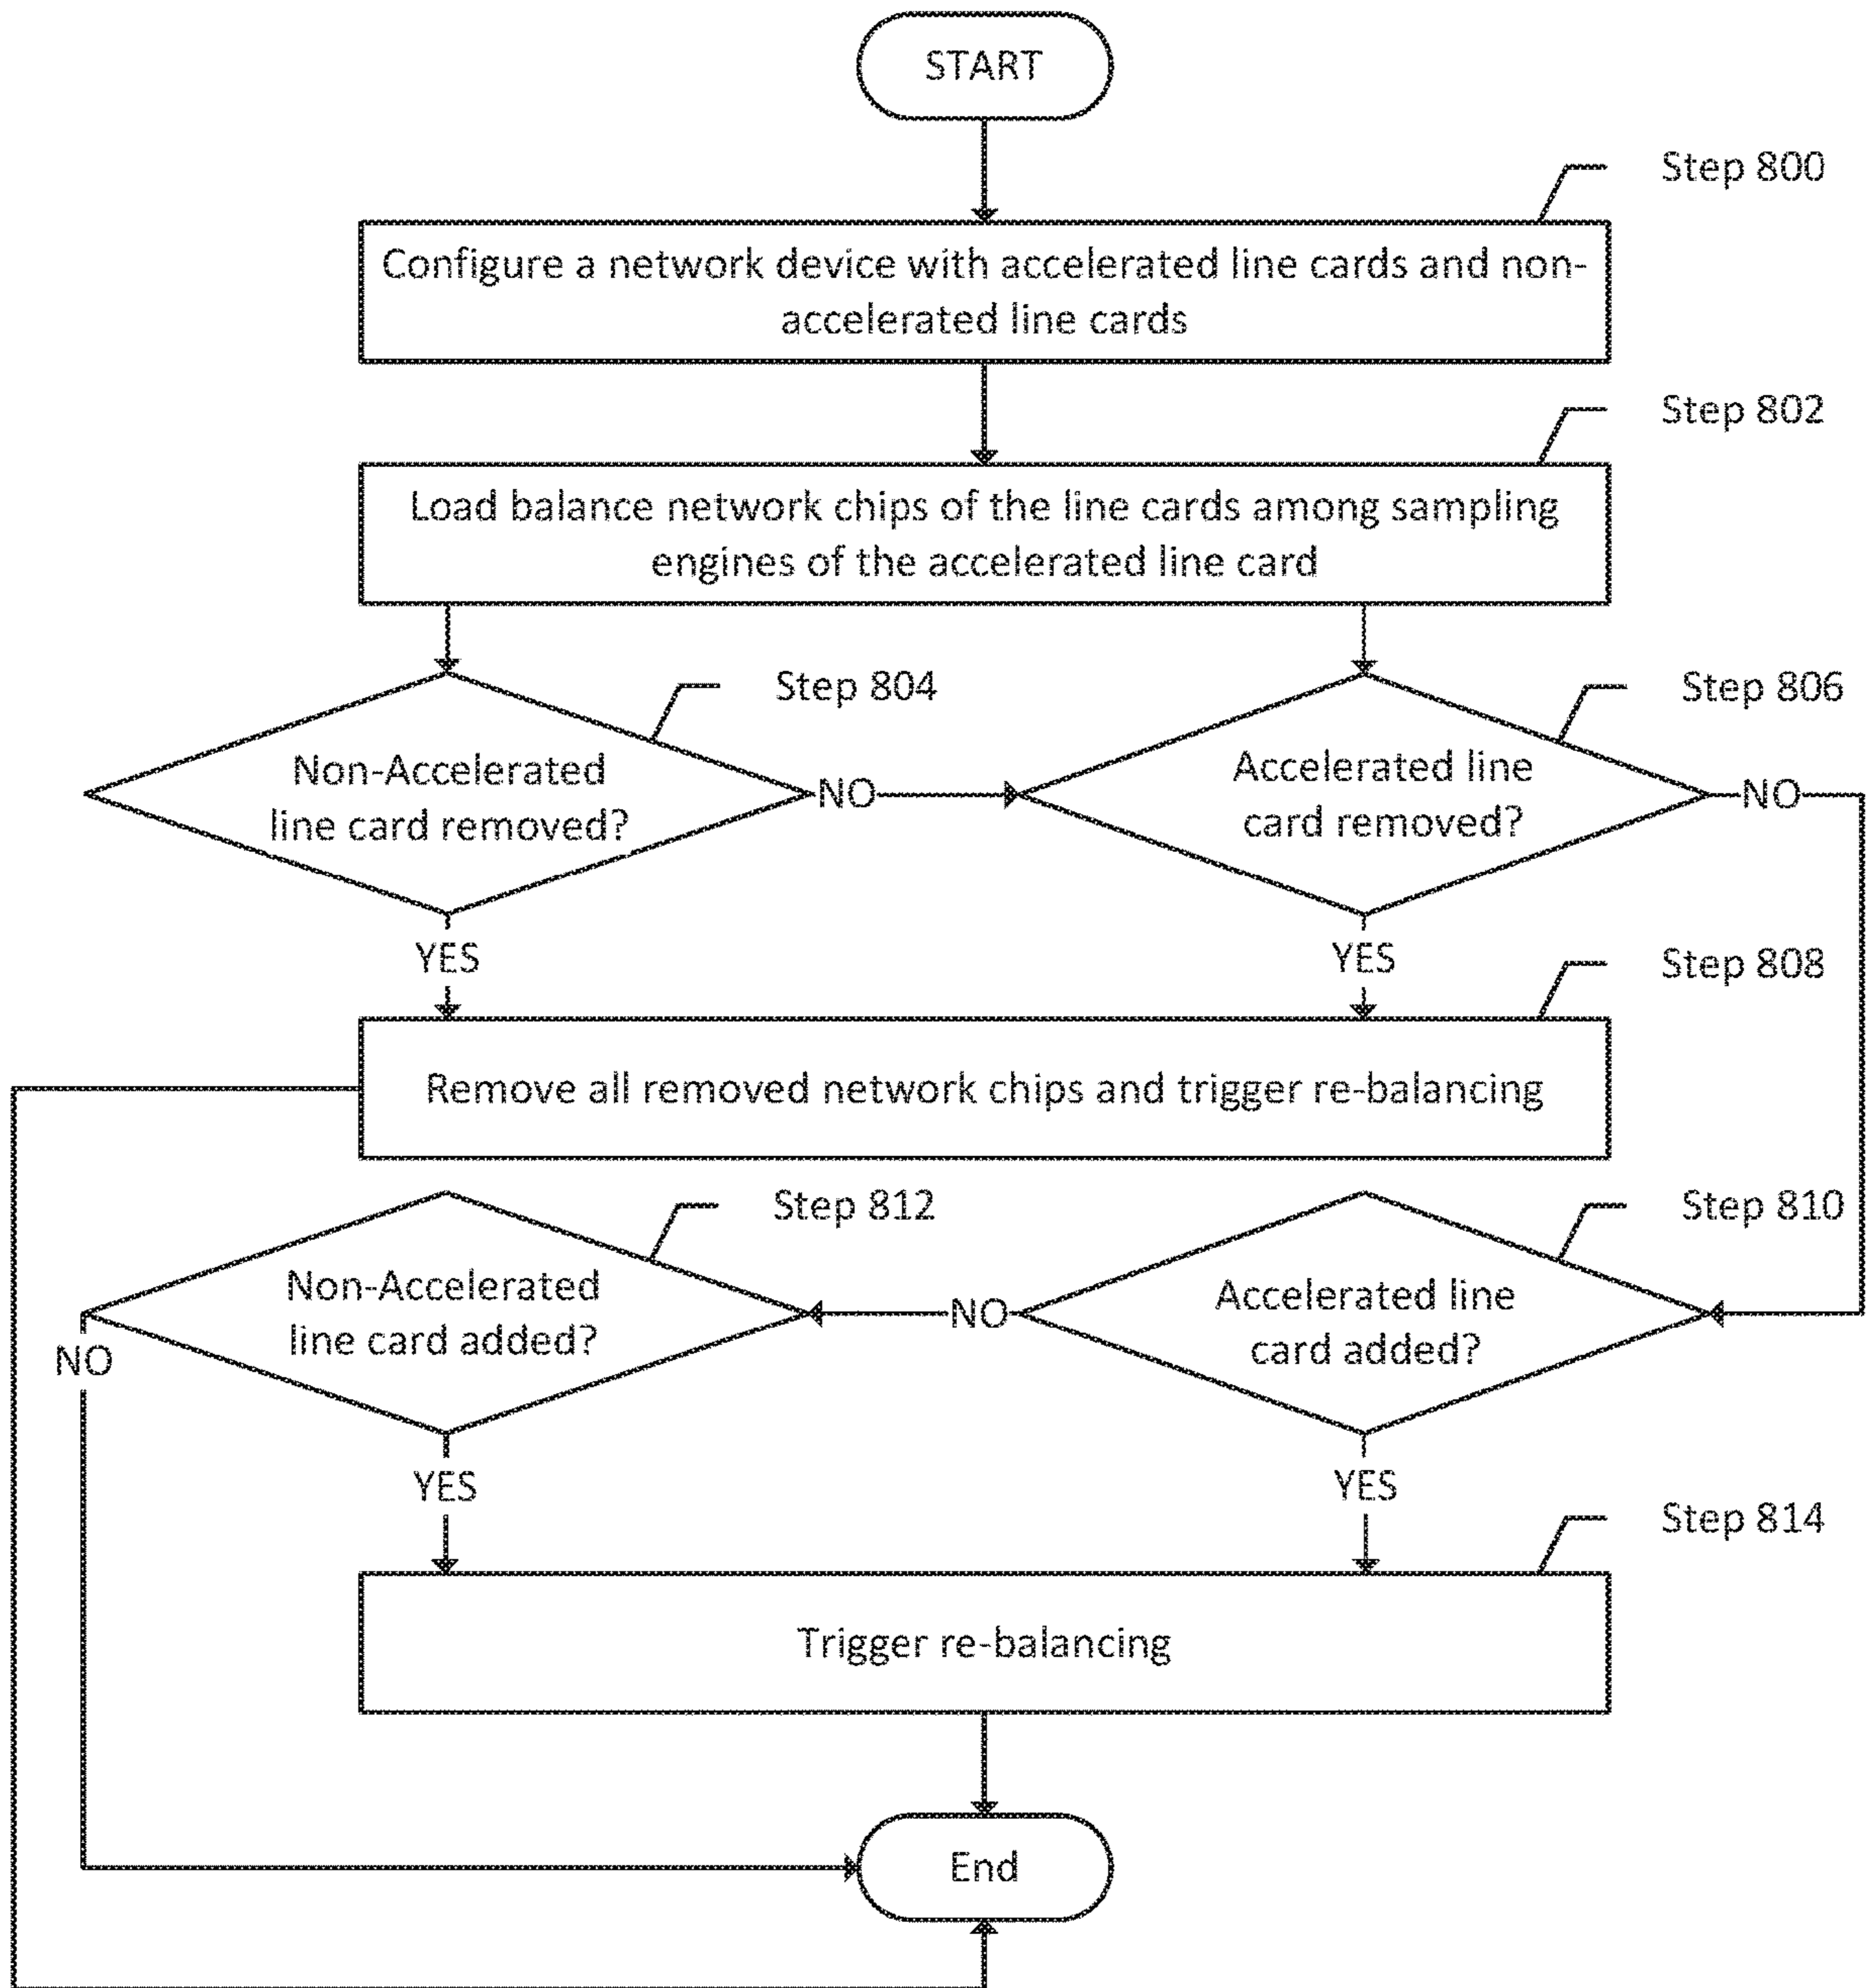 START
Step 800
Configure a network device with accelerated line cards and non-
accelerated line cards
Step 802
Load balance network chips of the line cards among sampling
engines of the accelerated line card
Step 804
Non-Accelerated
line card removed?
NO
YES
Step 806
Accelerated line
card removed?
NO
YES
Step 808
Remove all removed network chips and trigger re-balancing
Step 812
Non-Accelerated
line card added?
NO
YES
Step 810
Accelerated line
card added?
NO
YES
Step 814
Trigger re-balancing
End